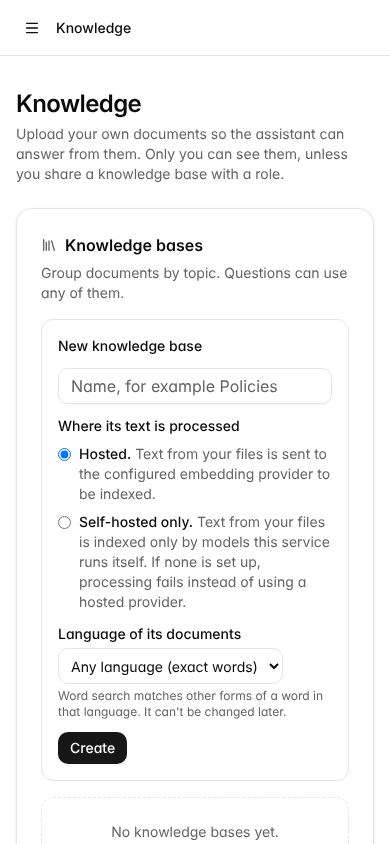 Knowledge
Knowledge
Upload your own documents so the assistant can
answer from them. Only you can see them, unless
you share a knowledge base with a role.
Knowledge bases
Group documents by topic. Questions can use
any of them.
New knowledge base
Name, for example Policies
Where its text is processed
Hosted. Text from your files is sent to
the configured embedding provider to
be indexed.
Self-hosted only. Text from your files
is indexed only by models this service
runs itself. If none is set up,
processing fails instead of using a
hosted provider.
Language of its documents
Any language (exact words)
Word search matches other forms of a word in
that language. It can't be changed later.
Create
No knowledge bases yet.